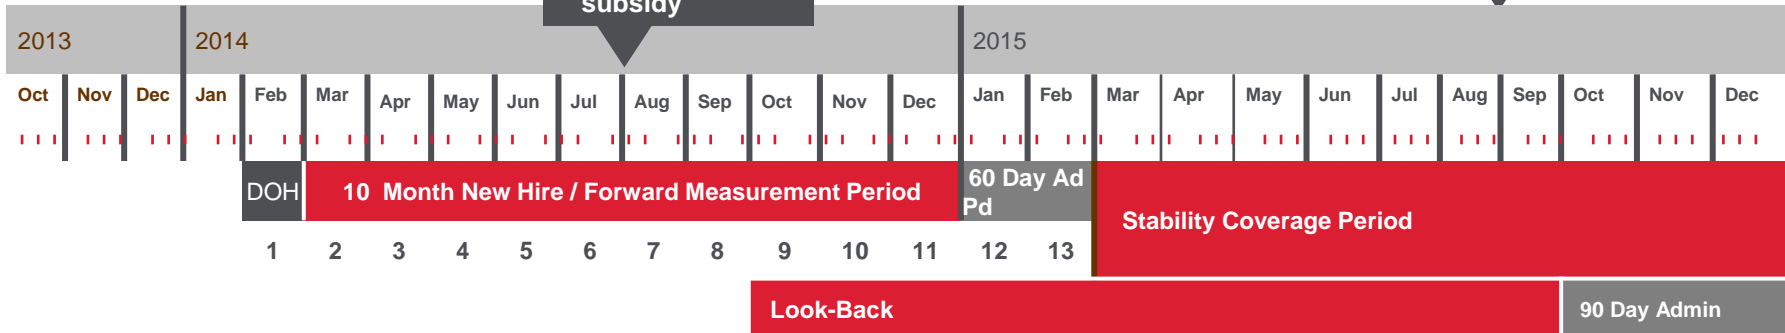 subsidy
2013 2014 2015
Oct Nov Dec Jan Feb Mar Apr May Jun Jul Aug Sep Oct Nov Dec Jan Feb Mar Apr May Jun Jul Aug Sep Oct Nov Dec
DOH 10 Month New Hire / Forward Measurement Period 60 Day Ad
Pd
Stability Coverage Period
1 2 3 4 5 6 7 8 9 10 11 12 13
Look-Back 90 Day Admin